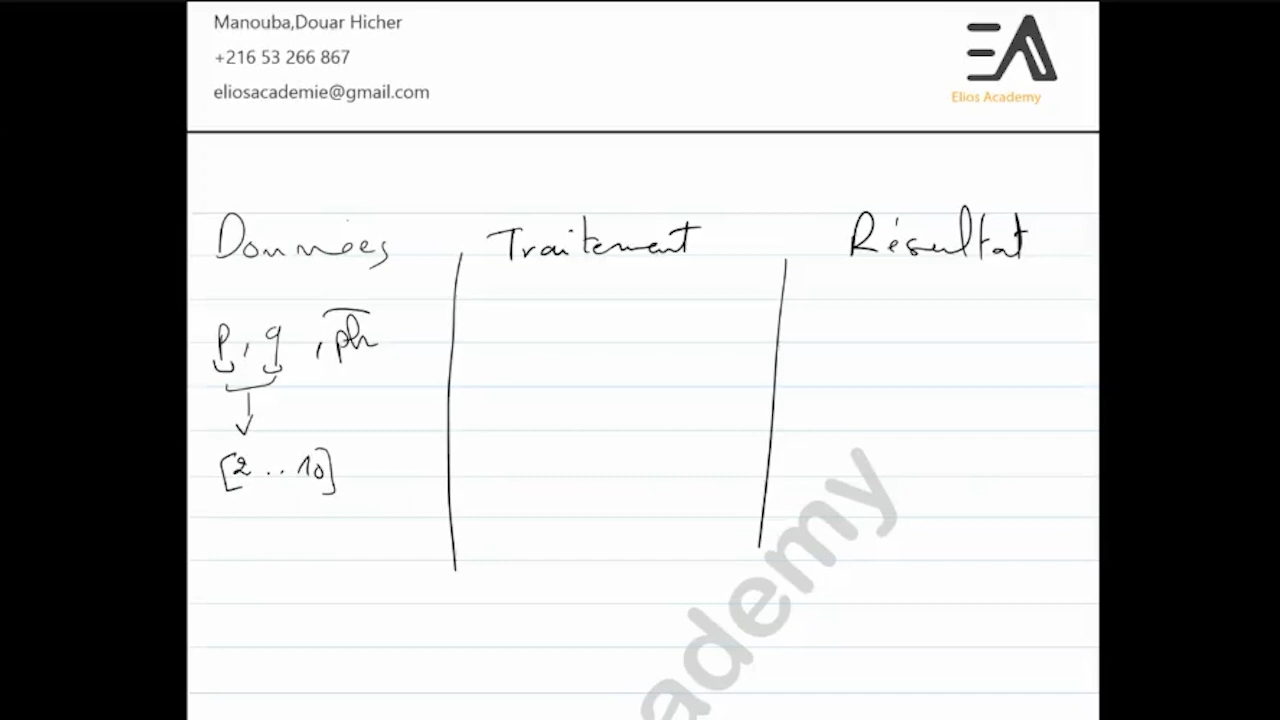 Manouba,Douar Hicher
+216 53 266 867
eliosacademie@gmail.com
Elios Academy
Données Traitement Résultat
p, q , ph
[2 .. 10]
ademy